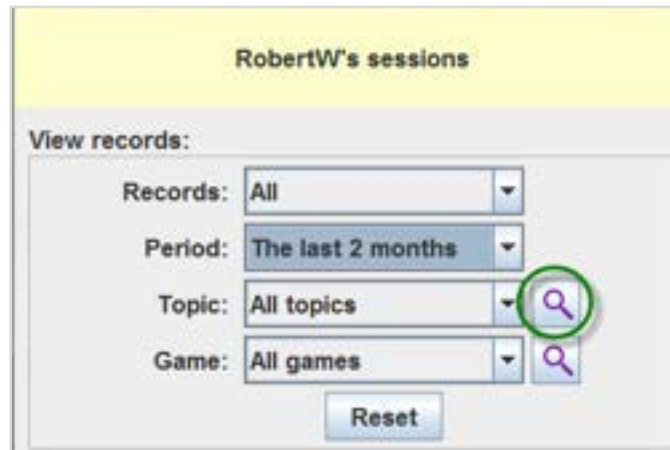 RobertW's sessions
View records:
Records: All
Period: The last 2 months
Topic: All topics
Game: All games
Reset